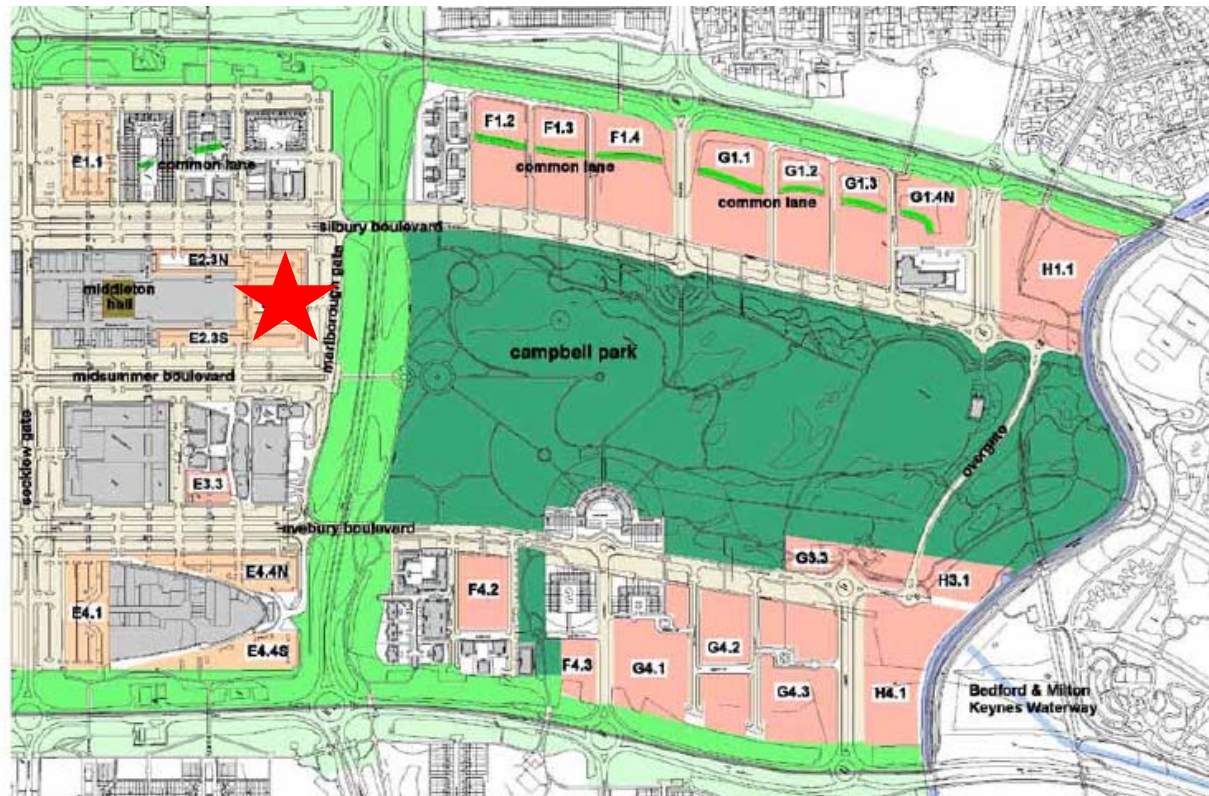 F1.2
F1.3
F1.4
E1.1
common lane
common lane
G1.1
G1.2
G1.3
G1.4N
common lane
silbury boulevard
E2.3N
H1.1
middleton
hall
marlborough gate
E2.3S
campbell park
midsummer boulevard
secklow gate
overgate
E3.3
avebury boulevard
G3.3
E4.4N
F4.2
H3.1
E4.1
G4.2
E4.4S
F4.3
G4.1
G4.3
H4.1
Bedford & Milton
Keynes Waterway